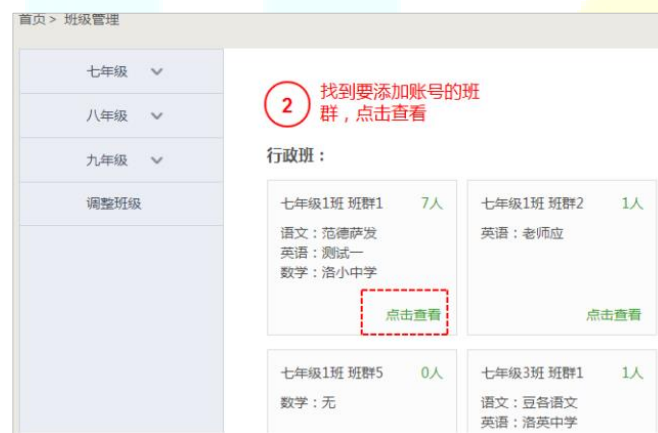 首页 > 班级管理
七年级
八年级
九年级
调整班级
2
找到要添加账号的班
群，点击查看
行政班：
七年级1班 班群1 7人
语文：范德萨发
英语：测试一
数学：洛小中学
点击查看
七年级1班 班群2 1人
英语：老师应
点击查看
七年级1班 班群5 0人
数学：无
七年级3班 班群1 1人
语文：豆各语文
英语：洛英中学